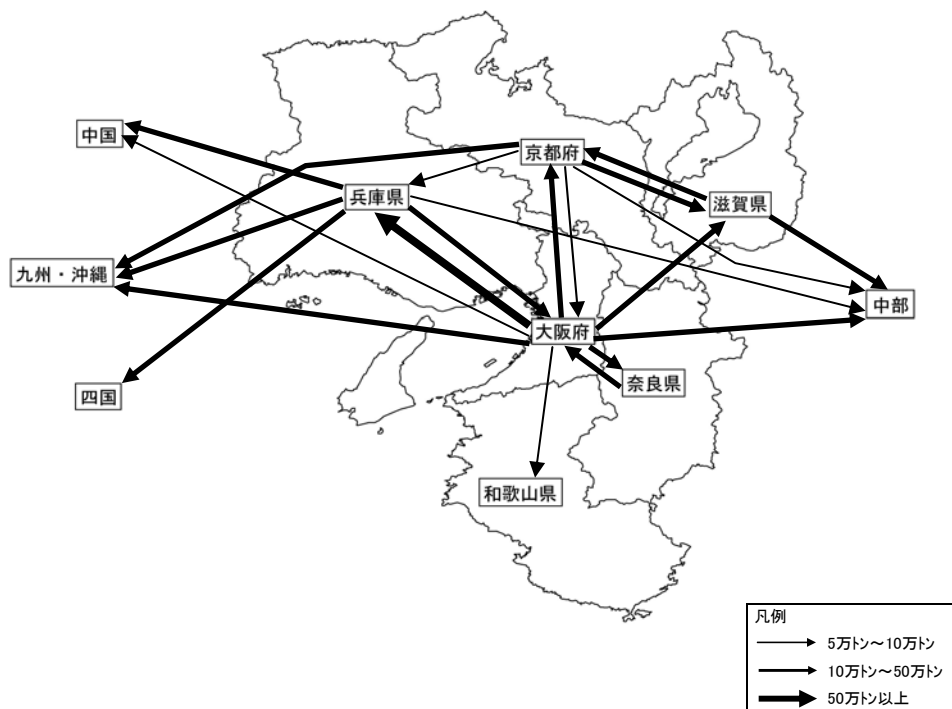 中国
京都府
兵庫県
滋賀県
九州・沖縄
中部
大阪府
奈良県
四国
和歌山県
凡例
5万トン～10万トン
10万トン～50万トン
50万トン以上